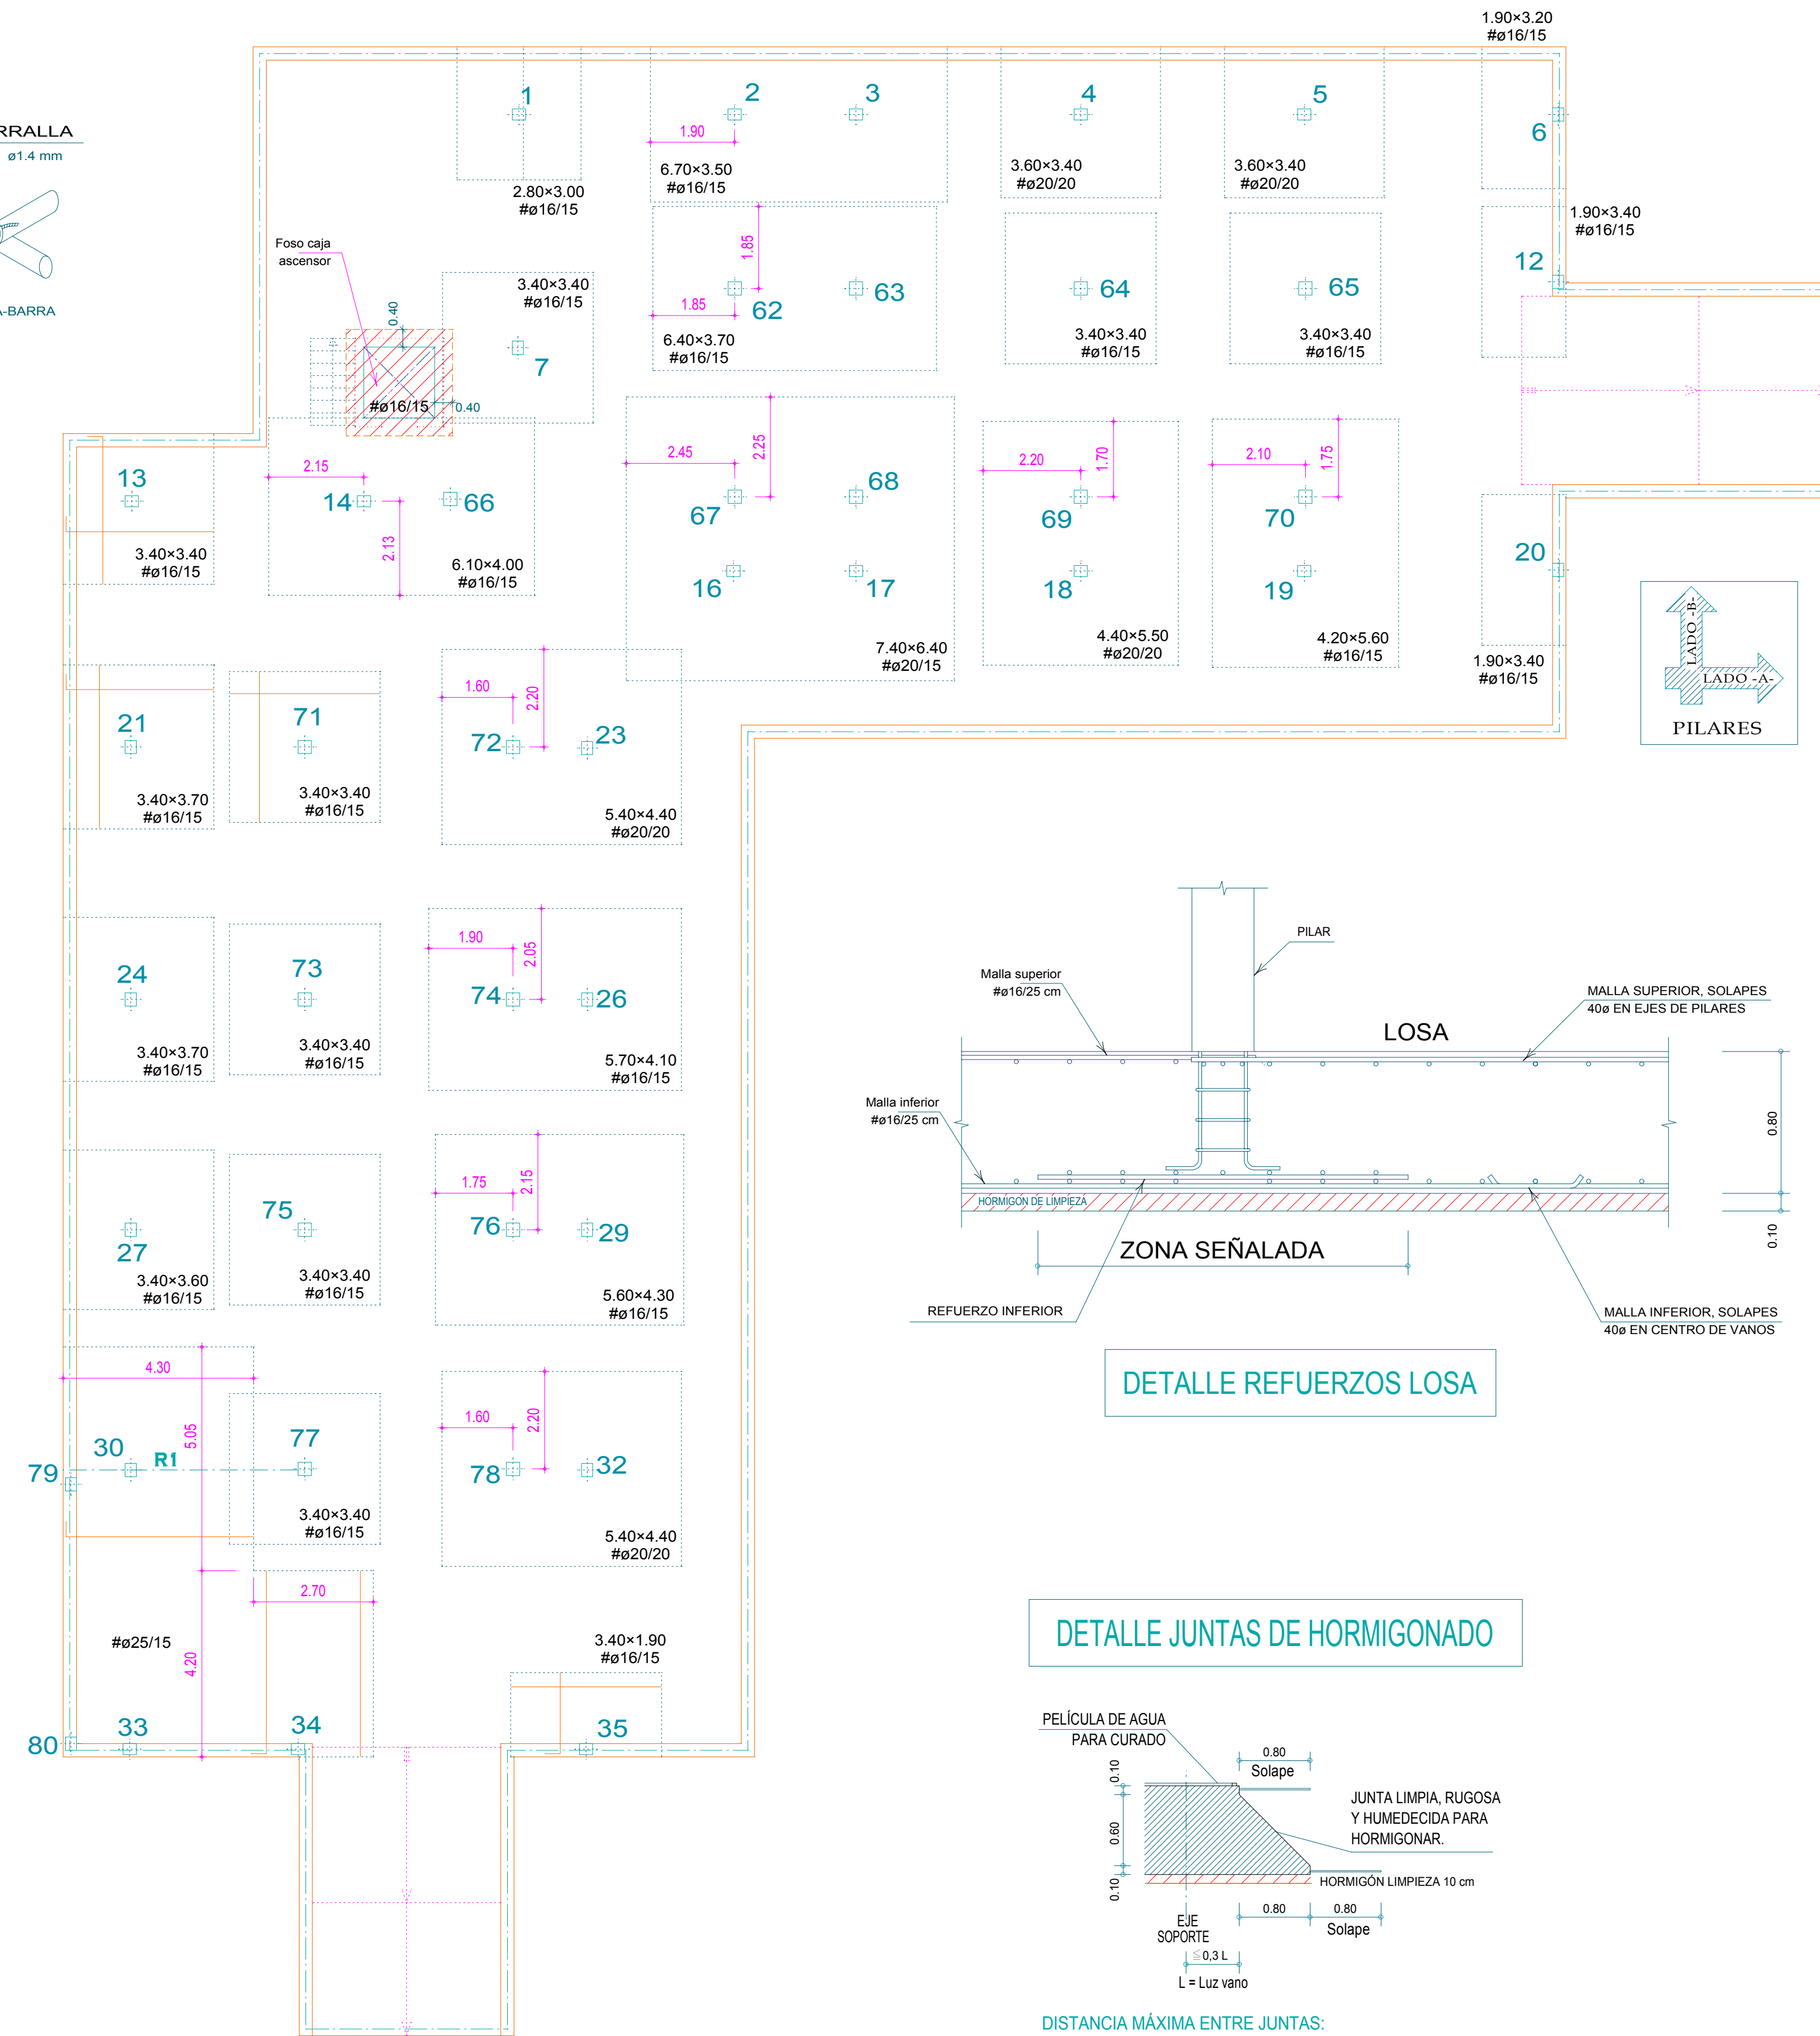 RRALLA
ø1.4 mm
A-BARRA
1.90×3.20
#ø16/15
1
2
3
4
5
6
1.90
2.80×3.00
#ø16/15
6.70×3.50
#ø16/15
3.60×3.40
#ø20/20
3.60×3.40
#ø20/20
1.90×3.40
#ø16/15
12
Foso caja
ascensor
0.40
3.40×3.40
#ø16/15
7
#ø16/15
0.40
1.85
1.85
62
63
64
65
6.40×3.70
#ø16/15
3.40×3.40
#ø16/15
3.40×3.40
#ø16/15
13
3.40×3.40
#ø16/15
2.15
14
66
2.13
6.10×4.00
#ø16/15
2.45
2.25
67
68
16
17
7.40×6.40
#ø20/15
2.20
1.70
69
18
4.40×5.50
#ø20/20
2.10
1.75
70
19
4.20×5.60
#ø16/15
20
1.90×3.40
#ø16/15
LADO -B-
LADO -A-
PILARES
21
3.40×3.70
#ø16/15
71
3.40×3.40
#ø16/15
1.60
2.20
72
23
5.40×4.40
#ø20/20
24
3.40×3.70
#ø16/15
73
3.40×3.40
#ø16/15
1.90
2.05
74
26
5.70×4.10
#ø16/15
27
3.40×3.60
#ø16/15
75
3.40×3.40
#ø16/15
1.75
2.15
76
29
5.60×4.30
#ø16/15
4.30
5.05
30
R1
79
77
3.40×3.40
#ø16/15
1.60
2.20
78
32
5.40×4.40
#ø20/20
2.70
#ø25/15
4.20
3.40×1.90
#ø16/15
80
33
34
35
PILAR
Malla superior
#ø16/25 cm
MALLA SUPERIOR, SOLAPES
40ø EN EJES DE PILARES
LOSA
Malla inferior
#ø16/25 cm
0.80
HORMIGON DE LIMPIEZA
0.10
ZONA SEÑALADA
REFUERZO INFERIOR
MALLA INFERIOR, SOLAPES
40ø EN CENTRO DE VANOS
DETALLE REFUERZOS LOSA
DETALLE JUNTAS DE HORMIGONADO
PELÍCULA DE AGUA
PARA CURADO
0.80
Solape
0.10
0.60
0.10
JUNTA LIMPIA, RUGOSA
Y HUMEDECIDA PARA
HORMIGONAR.
HORMIGÓN LIMPIEZA 10 cm
0.80
0.80
Solape
EJE
SOPORTE
≦0,3 L
L = Luz vano
DISTANCIA MÁXIMA ENTRE JUNTAS: